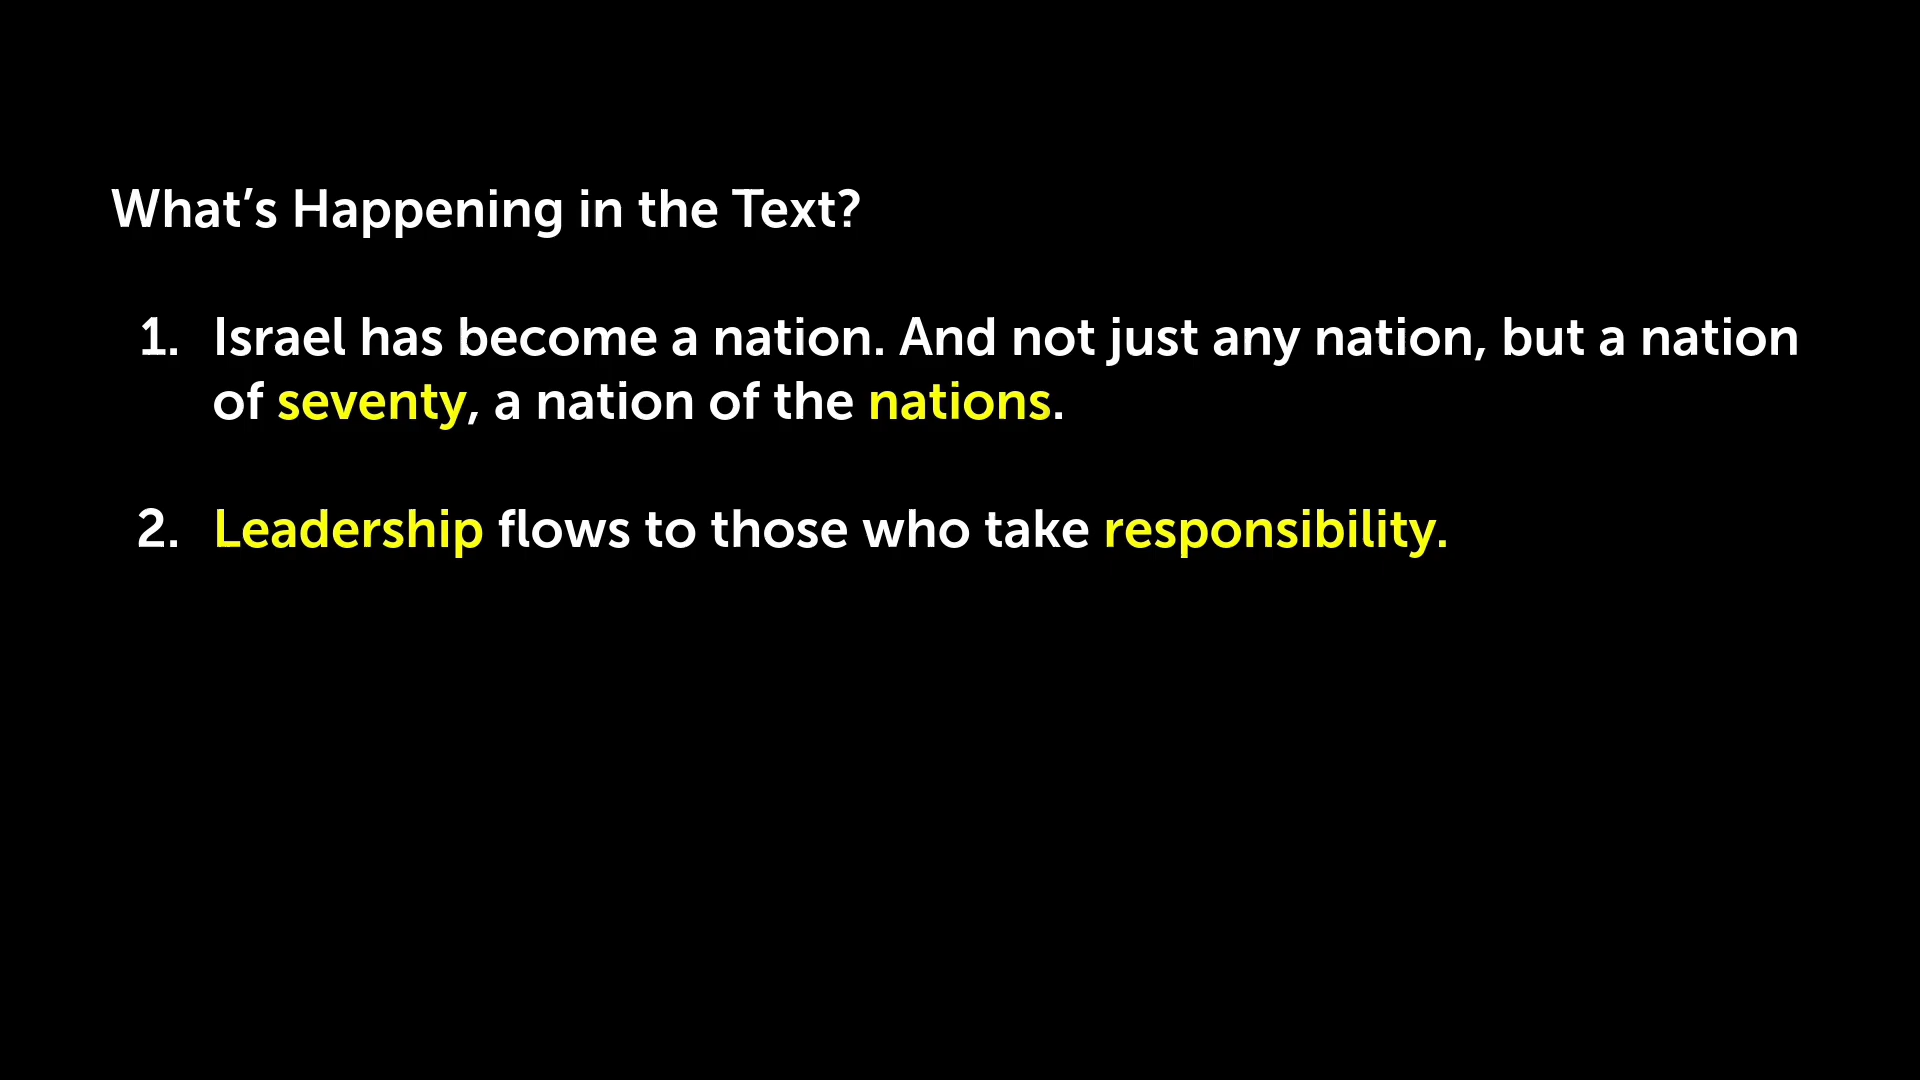 What’s Happening in the Text?
1. Israel has become a nation. And not just any nation, but a nation
of seventy, a nation of the nations.
2. Leadership flows to those who take responsibility.